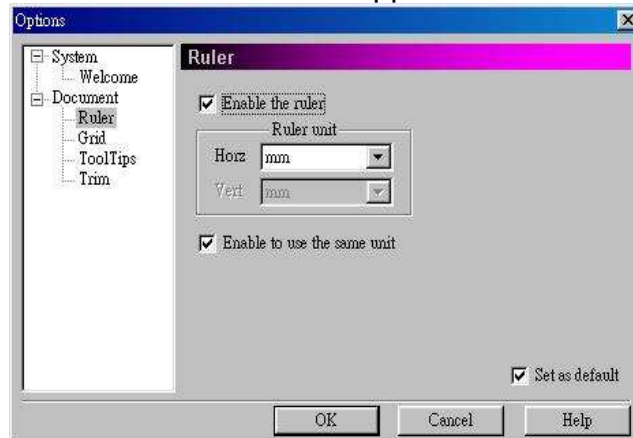 Options
System
Welcome
Document
Ruler
Grid
ToolTips
Trim
Ruler
Enable the ruler
Ruler unit
Horz mm
Vert mm
Enable to use the same unit
Set as default
OK Cancel Help